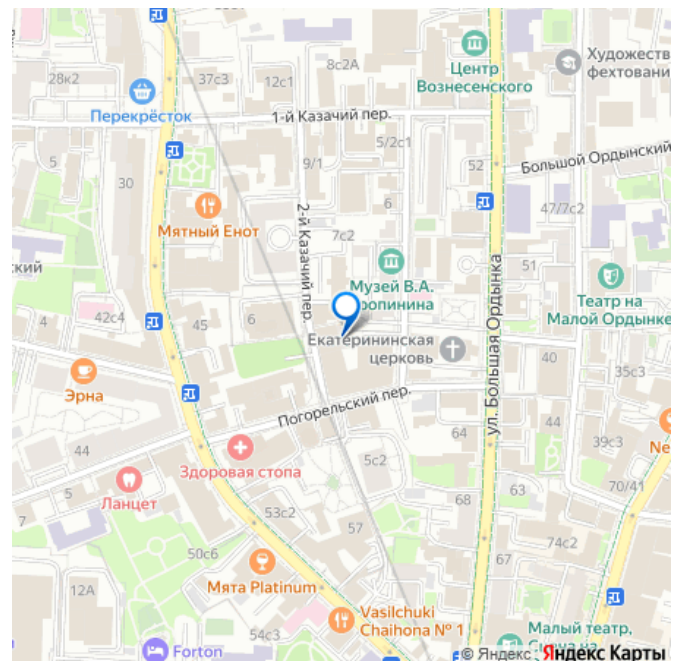 8с2А
Центр
Вознесенского
Художеств
фехтовани
28к2
37с3
12с1
Перекрёсток
1-й Казачий пер.
5/2с1
5
9/1
52
Большой Ордынский
30
6
47/7с2
Мятный Енот
2-й Казачий пер.
7с2
Музей В.А.
опинина
51
ский
Театр на
Малой Ордынке
42с4
4
45
6
Екатерининская
церковь
ул. Большая Ордынка
40
35с3
Эрна
Погорельский пер.
44
64
39с3
Ne
Здоровая стопа
5с2
7
5
Ланцет
68
63
70/41
53с2
57
74с2
50с6
67
12А
Мята Platinum
Vasilchuki
Chaihona № 1
Малый театр,
54с3
Forton
© Яндекс
Яндекс Карты